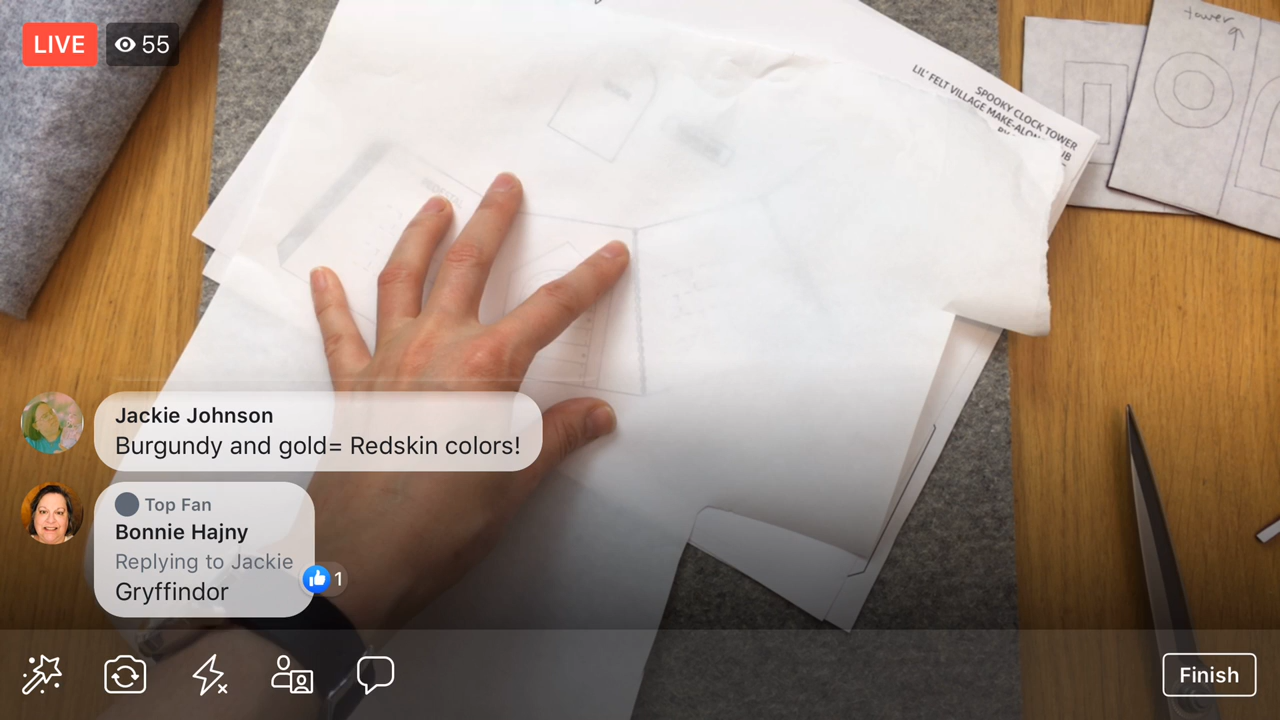 LIVE
55
tower
SPOOKY CLOCK TOWER
LIL' FELT VILLAGE MAKE-ALONG
Jackie Johnson
Burgundy and gold= Redskin colors!
Top Fan
Bonnie Hajny
Replying to Jackie
Gryffindor
1
Finish